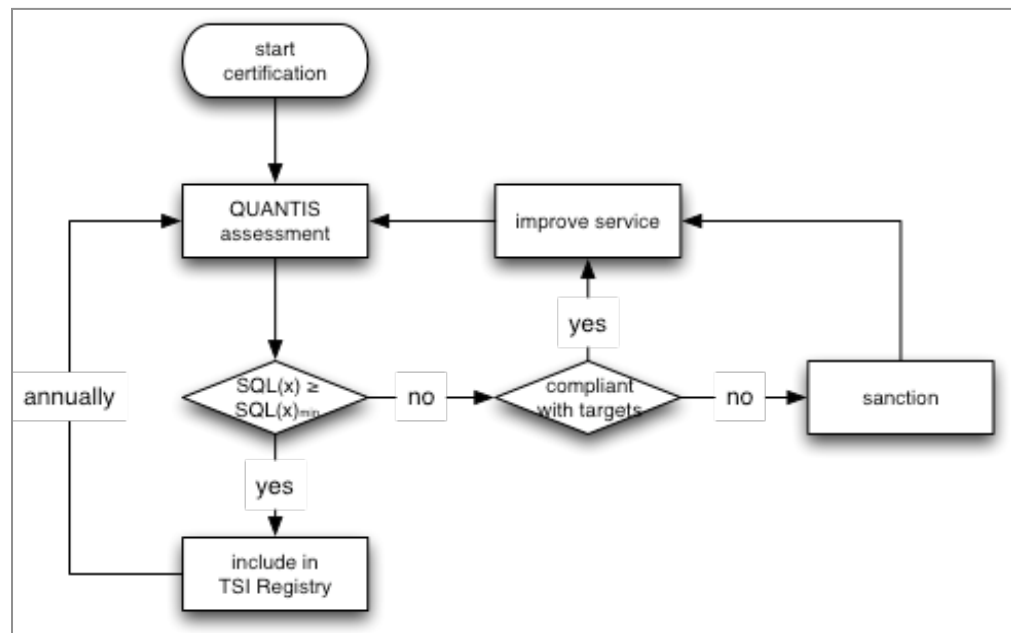 start
certification
QUANTIS
assessment
improve service
yes
annually
SQL(x) ≥
SQL(x)min
no
compliant
with targets
no
sanction
yes
include in
TSI Registry